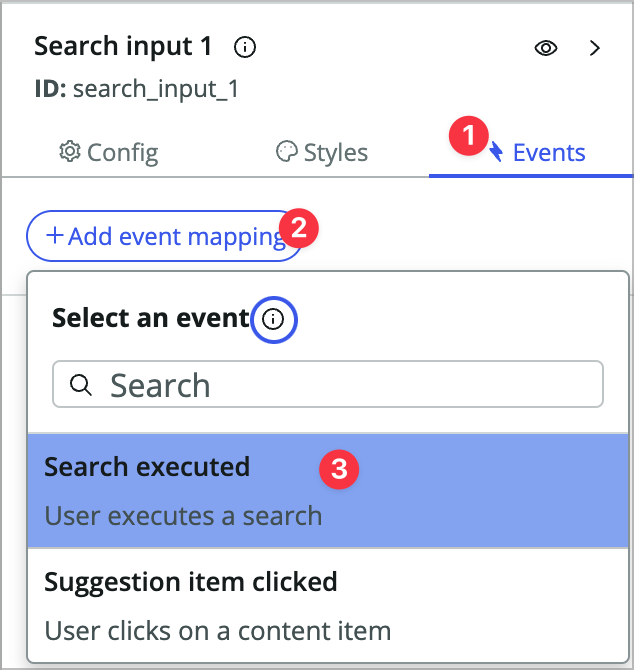 Search input 1
ID: search_input_1
Config Styles 1 Events
+ Add event mapping 2
Select an event
Search
Search executed 3
User executes a search
Suggestion item clicked
User clicks on a content item